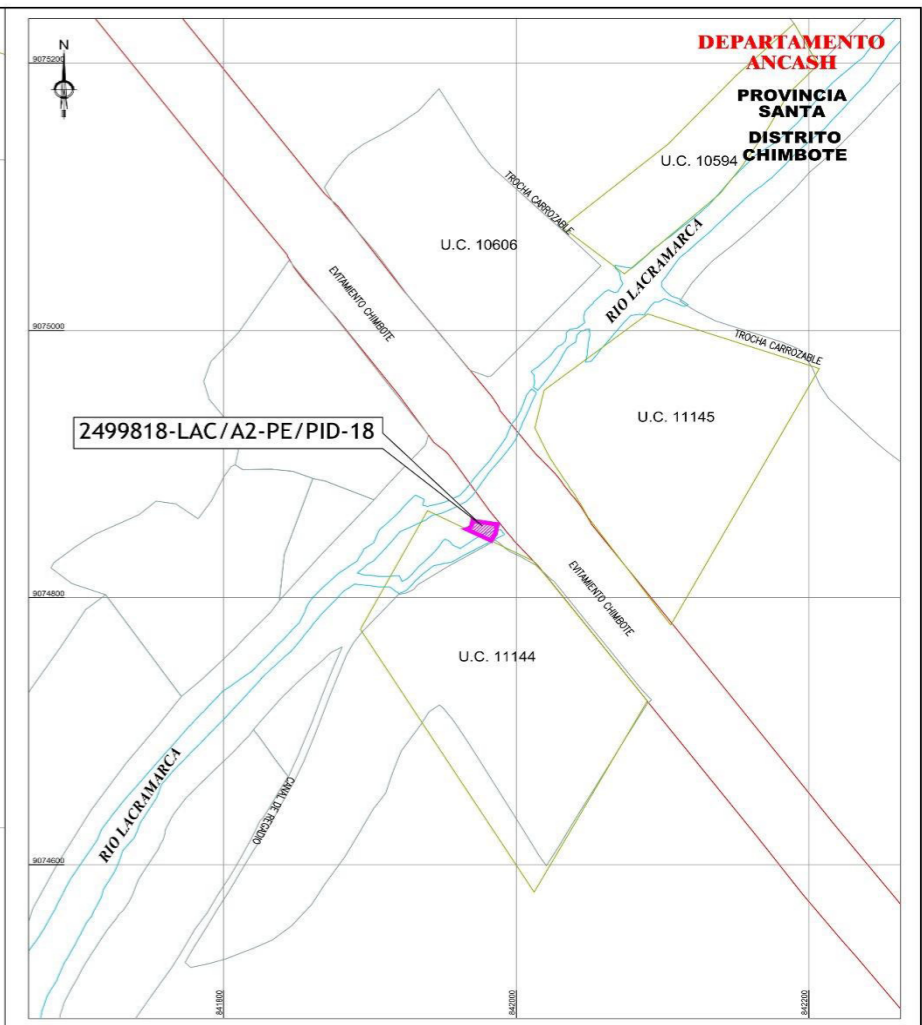 N
DEPARTAMENTO
ANCASH
PROVINCIA
SANTA
DISTRITO
CHIMBOTE
9075200
U.C. 10594
TROCHA CARROZABLE
U.C. 10606
RIO LACRAMARCA
EVITAMIENTO CHIMBOTE
9075000
TROCHA CARROZABLE
U.C. 11145
2499818-LAC/A2-PE/PID-18
9074800
EVITAMIENTO CHIMBOTE
U.C. 11144
RIO LACRAMARCA
CANAL DE REGADIO
9074600
841800
842000
842200